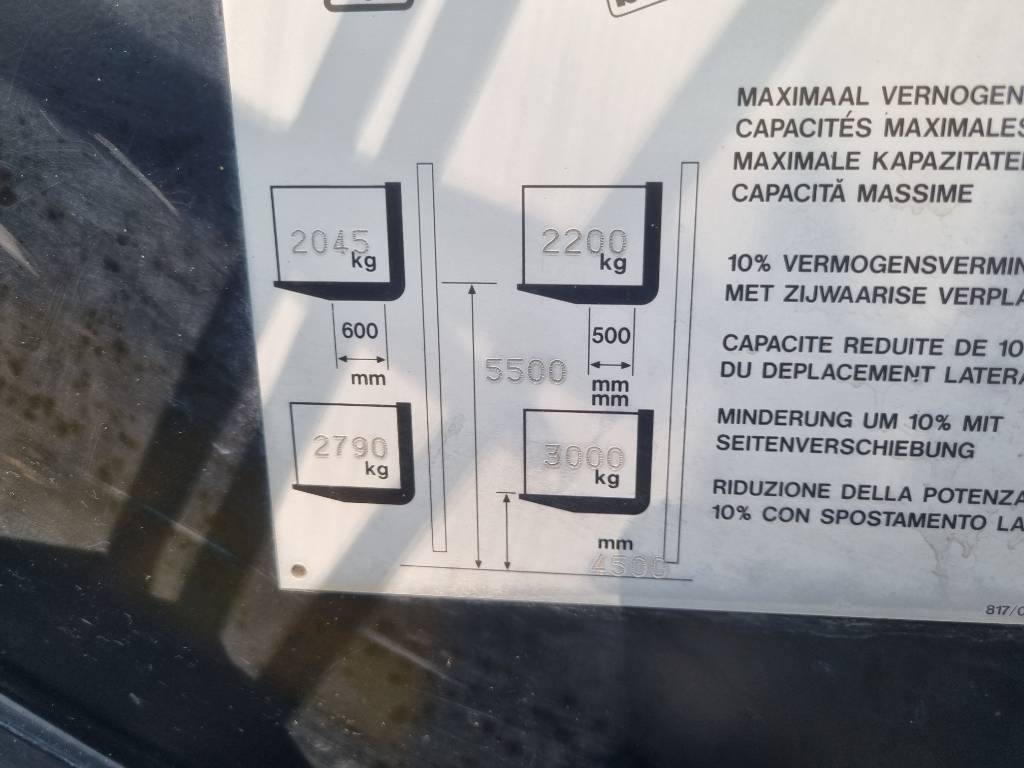 2045
kg
2200
kg
600
mm
500
mm
mm
5500
2790
kg
3000
kg
mm
4500
MAXIMAAL VERNOGEN
CAPACITÉS MAXIMALES
MAXIMALE KAPAZITATE
CAPACITĂ MASSIME
10% VERMOGENSVERMIN
MET ZIJWAARISE VERPLA
CAPACITE REDUITE DE 10
DU DEPLACEMENT LATERA
MINDERUNG UM 10% MIT
SEITENVERSCHIEBUNG
RIDUZIONE DELLA POTENZA
10% CON SPOSTAMENTO LA
817/0